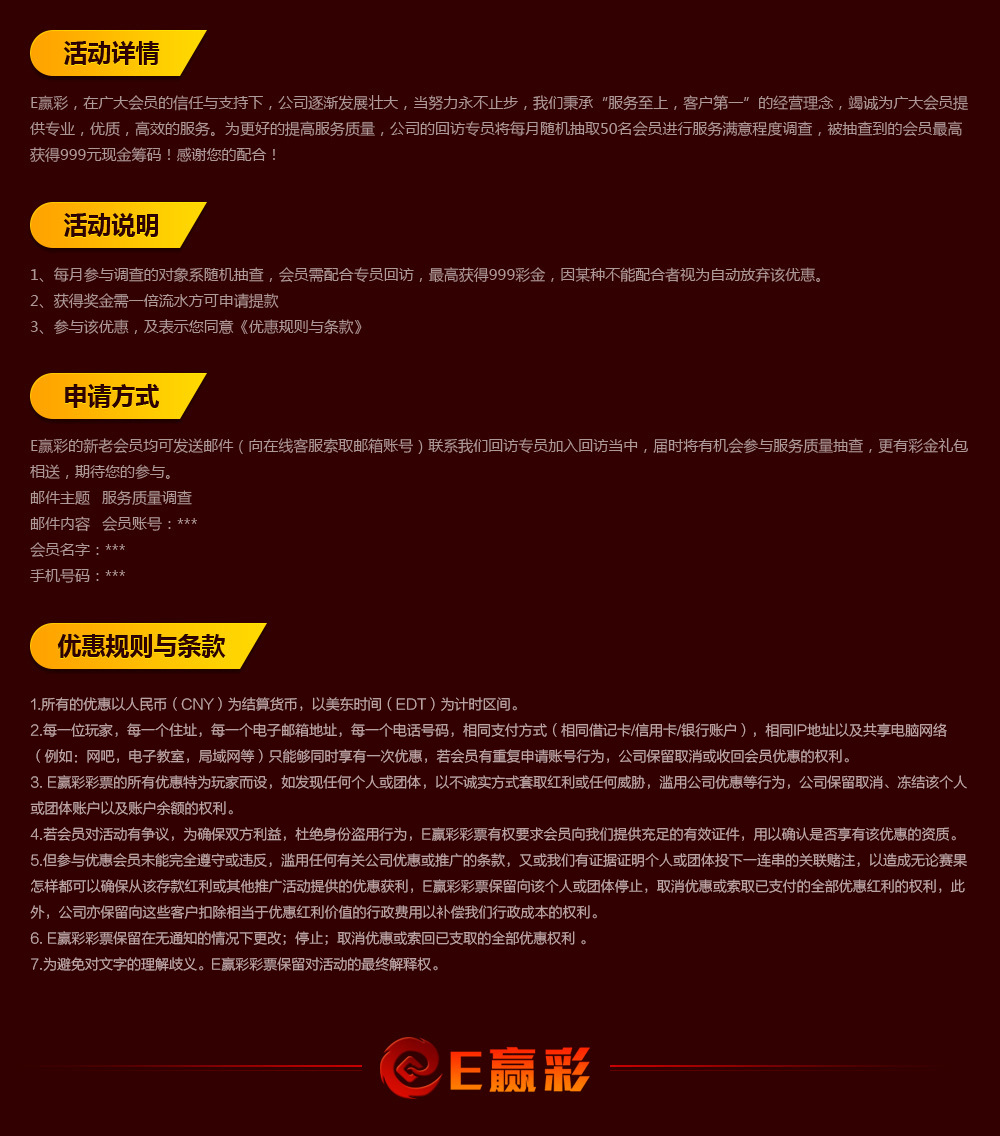 活动详情
E赢彩，在广大会员的信任与支持下，公司逐渐发展壮大，当努力永不止步，我们秉承“服务至上，客户第一”的经营理念，竭诚为广大会员提
供专业，优质，高效的服务。为更好的提高服务质量，公司的回访专员将每月随机抽取50名会员进行服务满意程度调查，被抽查到的会员最高
获得999元现金筹码！感谢您的配合！
活动说明
1、每月参与调查的对象系随机抽查，会员需配合专员回访，最高获得999彩金，因某种不能配合者视为自动放弃该优惠。
2、获得奖金需一倍流水方可申请提款
3、参与该优惠，及表示您同意《优惠规则与条款》
申请方式
E赢彩的新老会员均可发送邮件（向在线客服索取邮箱账号）联系我们回访专员加入回访当中，届时将有机会参与服务质量抽查，更有彩金礼包
相送，期待您的参与。
邮件主题 服务质量调查
邮件内容 会员账号：***
会员名字：***
手机号码：***
优惠规则与条款
1.所有的优惠以人民币（CNY）为结算货币，以美东时间（EDT）为计时区间。
2.每一位玩家，每一个住址，每一个电子邮箱地址，每一个电话号码，相同支付方式（相同借记卡/信用卡/银行账户），相同IP地址以及共享电脑网络
（例如：网吧，电子教室，局域网等）只能够同时享有一次优惠，若会员有重复申请账号行为，公司保留取消或收回会员优惠的权利。
3. E赢彩彩票的所有优惠特为玩家而设，如发现任何个人或团体，以不诚实方式套取红利或任何威胁，滥用公司优惠等行为，公司保留取消、冻结该个人
或团体账户以及账户余额的权利。
4.若会员对活动有争议，为确保双方利益，杜绝身份盗用行为，E赢彩彩票有权要求会员向我们提供充足的有效证件，用以确认是否享有该优惠的资质。
5.但参与优惠会员未能完全遵守或违反，滥用任何有关公司优惠或推广的条款，又或我们有证据证明个人或团体投下一连串的关联赌注，以造成无论赛果
怎样都可以确保从该存款红利或其他推广活动提供的优惠获利，E赢彩彩票保留向该个人或团体停止，取消优惠或索取已支付的全部优惠红利的权利，此
外，公司亦保留向这些客户扣除相当于优惠红利价值的行政费用以补偿我们行政成本的权利。
6. E赢彩彩票保留在无通知的情况下更改；停止；取消优惠或索回已支取的全部优惠权利 。
7.为避免对文字的理解歧义。E赢彩彩票保留对活动的最终解释权。
E赢彩